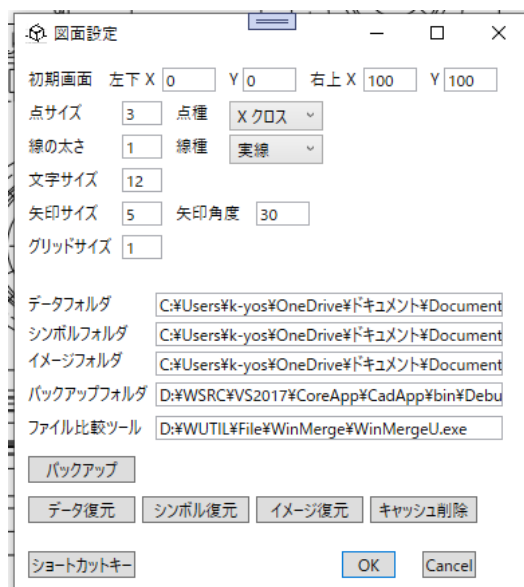 図面設定
初期画面 左下 X 0 Y 0 右上 X 100 Y 100
点サイズ 3 点種 X クロス
線の太さ 1 線種 実線
文字サイズ 12
矢印サイズ 5 矢印角度 30
グリッドサイズ 1
データフォルダ C:¥Users¥k-yos¥OneDrive¥ドキュメント¥Document
シンボルフォルダ C:¥Users¥k-yos¥OneDrive¥ドキュメント¥Document
イメージフォルダ C:¥Users¥k-yos¥OneDrive¥ドキュメント¥Document
バックアップフォルダ D:¥WSRC¥VS2017¥CoreApp¥CadApp¥bin¥Debu
ファイル比較ツール D:¥WUTIL¥File¥WinMerge¥WinMergeU.exe
バックアップ
データ復元 シンボル復元 イメージ復元 キャッシュ削除
ショートカットキー OK Cancel